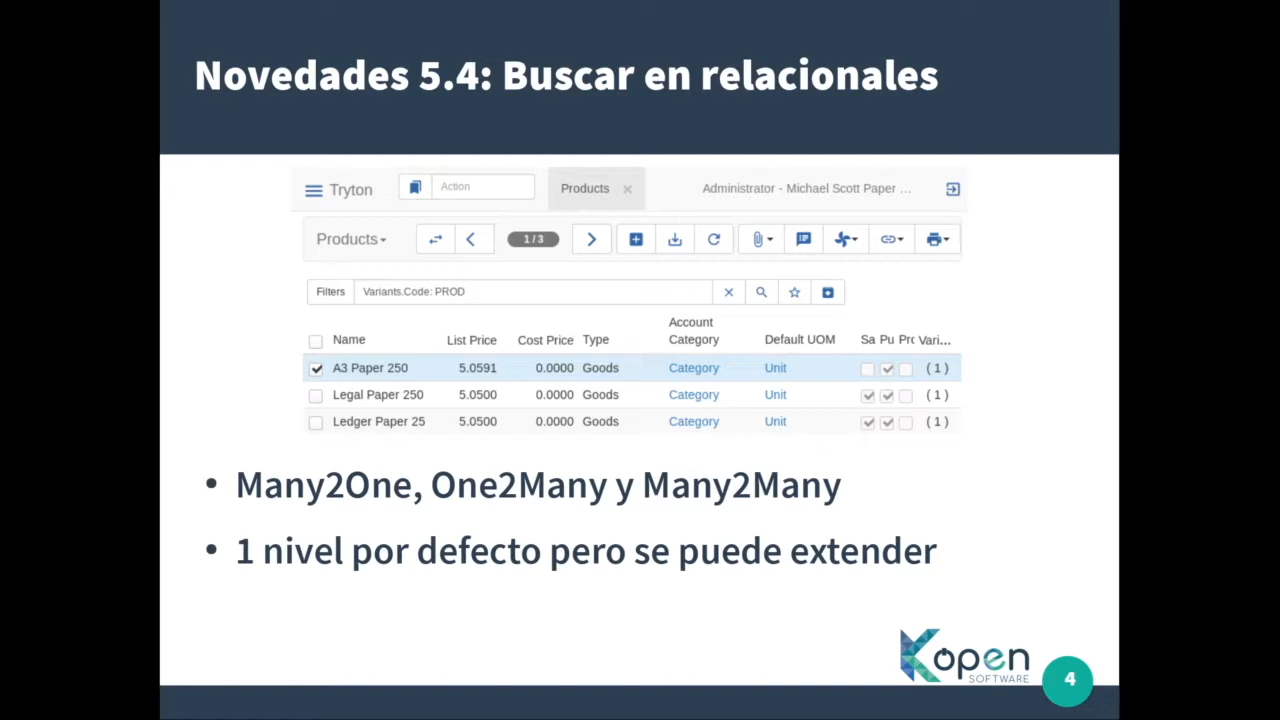 Novedades 5.4: Buscar en relacionales
Tryton
Action
Products
Administrator - Michael Scott Paper ...
Products
1 / 3
Filters
Variants.Code: PROD
Name List Price Cost Price Type Account Category Default UOM Sa Pu Prc Vari...
A3 Paper 250 5.0591 0.0000 Goods Category Unit ( 1 )
Legal Paper 250 5.0500 0.0000 Goods Category Unit ( 1 )
Ledger Paper 25 5.0500 0.0000 Goods Category Unit ( 1 )
• Many2One, One2Many y Many2Many
• 1 nivel por defecto pero se puede extender
Kopen
SOFTWARE
4